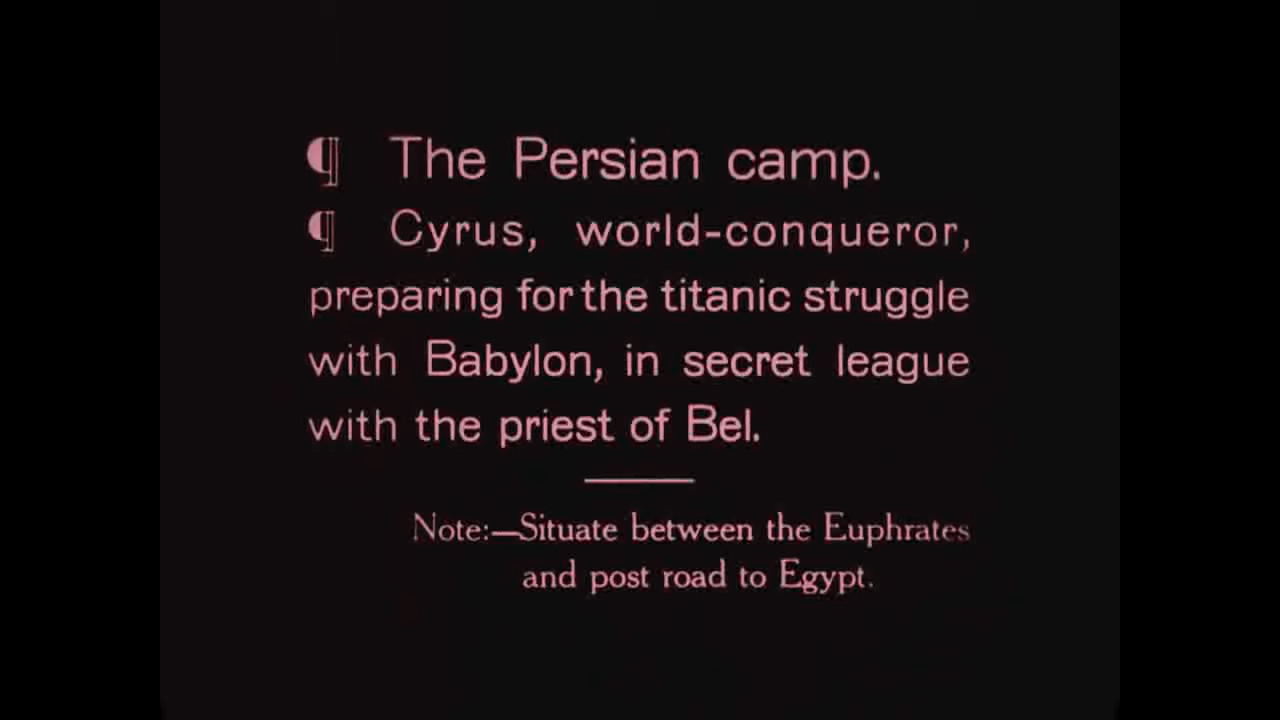 ¶ The Persian camp.
¶ Cyrus, world-conqueror,
preparing for the titanic struggle
with Babylon, in secret league
with the priest of Bel.
Note:—Situate between the Euphrates
and post road to Egypt.